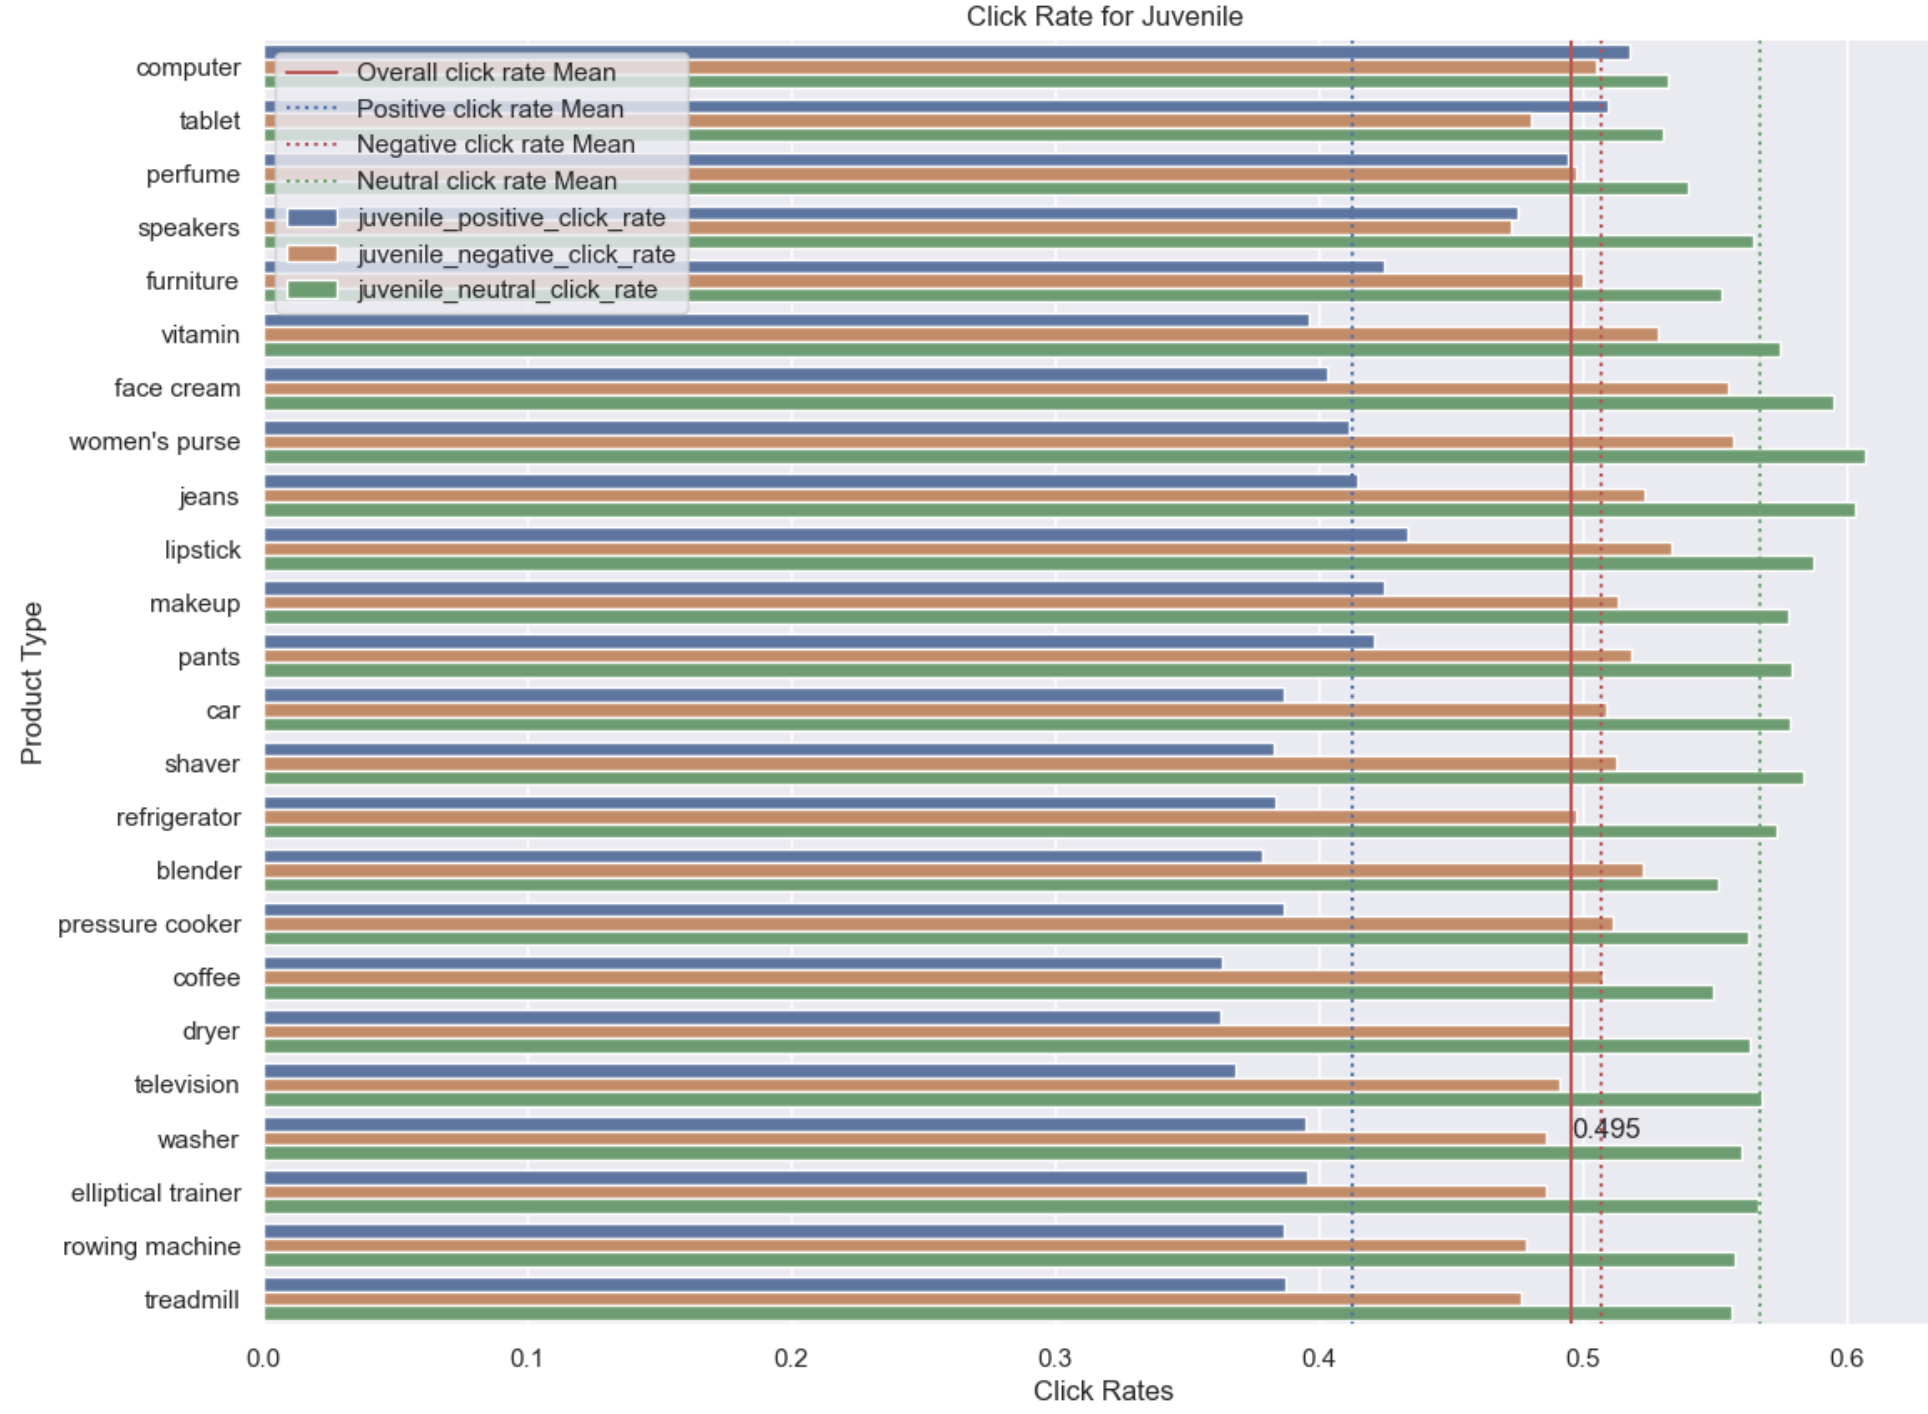 Click Rate for Juvenile
Overall click rate Mean
Positive click rate Mean
Negative click rate Mean
Neutral click rate Mean
juvenile_positive_click_rate
juvenile_negative_click_rate
juvenile_neutral_click_rate
Product Type
computer
tablet
perfume
speakers
furniture
vitamin
face cream
women's purse
jeans
lipstick
makeup
pants
car
shaver
refrigerator
blender
pressure cooker
coffee
dryer
television
washer
elliptical trainer
rowing machine
treadmill
0.495
0.0 0.1 0.2 0.3 0.4 0.5 0.6
Click Rates